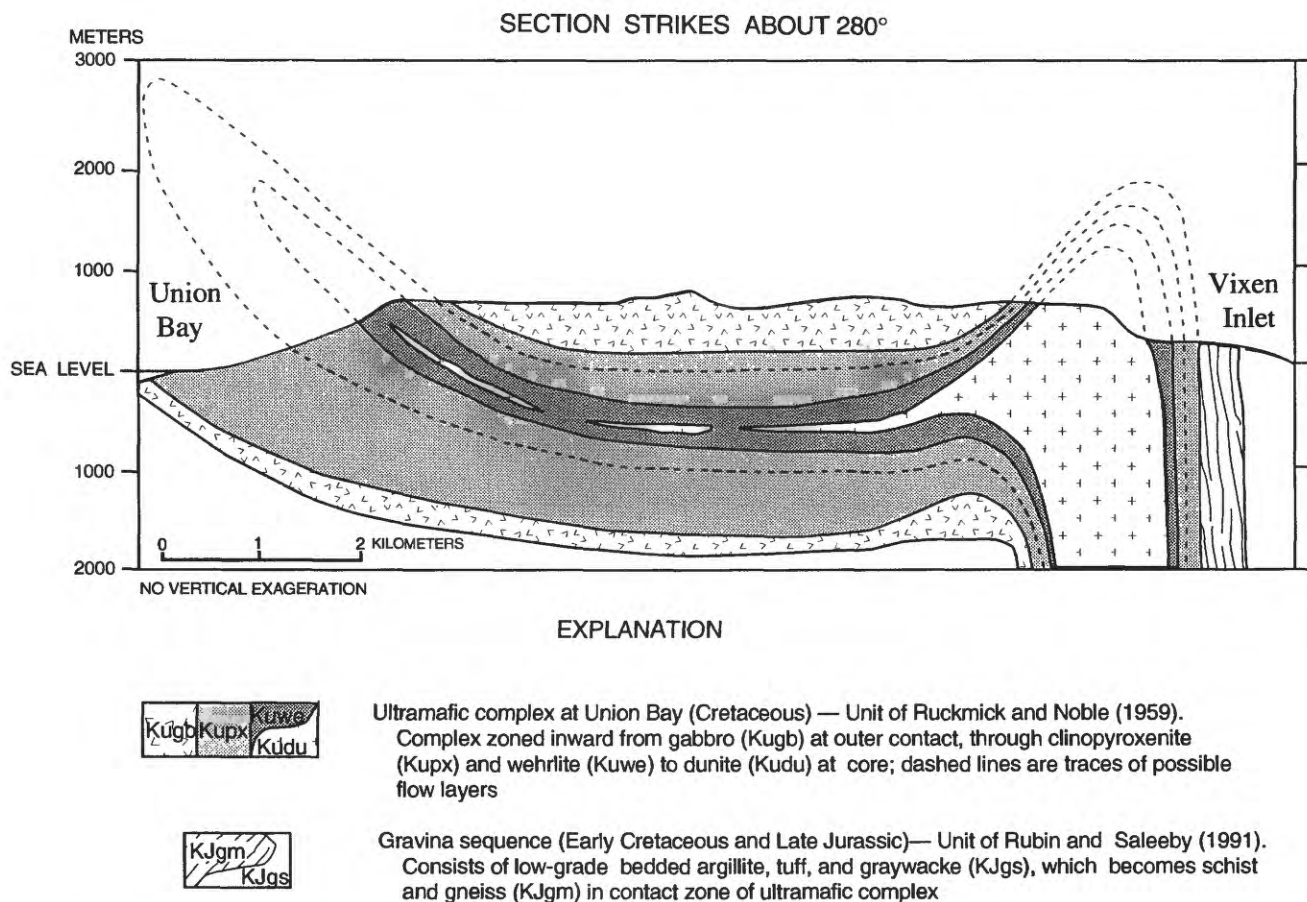 SECTION STRIKES ABOUT 280°
METERS
3000
2000
1000
SEA LEVEL
1000
2000
Union
Bay
Vixen
Inlet
0 1 2 KILOMETERS
NO VERTICAL EXAGERATION
EXPLANATION
Kugb Kupx Kuwe
Kudu
Ultramafic complex at Union Bay (Cretaceous) — Unit of Ruckmick and Noble (1959).
Complex zoned inward from gabbro (Kugb) at outer contact, through clinopyroxenite
(Kupx) and wehrlite (Kuwe) to dunite (Kudu) at core; dashed lines are traces of possible
flow layers
KJgm
KJgs
Gravina sequence (Early Cretaceous and Late Jurassic)— Unit of Rubin and Saleeby (1991).
Consists of low-grade bedded argillite, tuff, and graywacke (KJgs), which becomes schist
and gneiss (KJgm) in contact zone of ultramafic complex